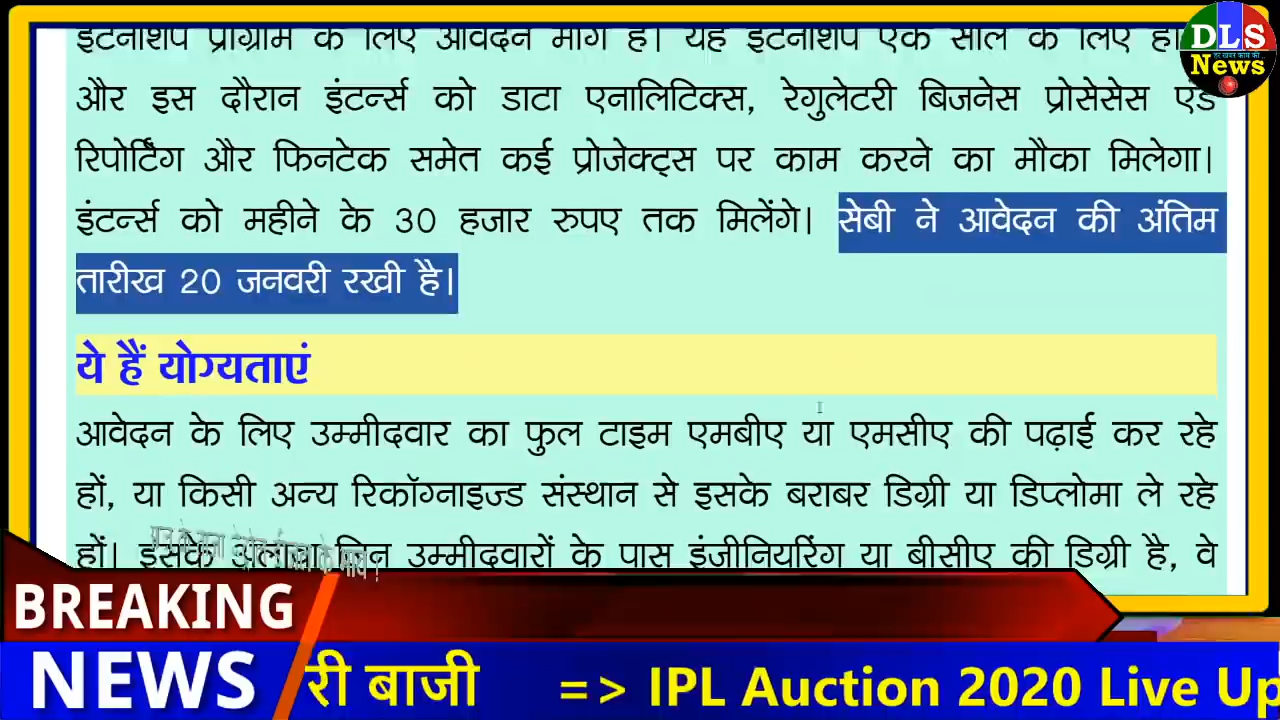 इंटर्नशिप प्रोग्राम के लिए आवेदन मांगे हैं। यह इंटर्नशिप एक साल के लिए
और इस दौरान इंटर्न्स को डाटा एनालिटिक्स, रेगुलेटरी बिजनेस प्रोसेसेस एंड
रिपोर्टिंग और फिनटेक समेत कई प्रोजेक्ट्स पर काम करने का मौका मिलेगा।
इंटर्न्स को महीने के 30 हजार रुपए तक मिलेंगे। सेबी ने आवेदन की अंतिम
तारीख 20 जनवरी रखी है।
ये हैं योग्यताएं
आवेदन के लिए उम्मीदवार का फुल टाइम एमबीए या एमसीए की पढ़ाई कर रहे
हों, या किसी अन्य रिकॉग्नाइज्ड संस्थान से इसके बराबर डिग्री या डिप्लोमा ले रहे
हों। इसके अलावा जिन उम्मीदवारों के पास इंजीनियरिंग या बीसीए की डिग्री है, वे
DLS
News
BREAKING
NEWS
री बाजी => IPL Auction 2020 Live Up